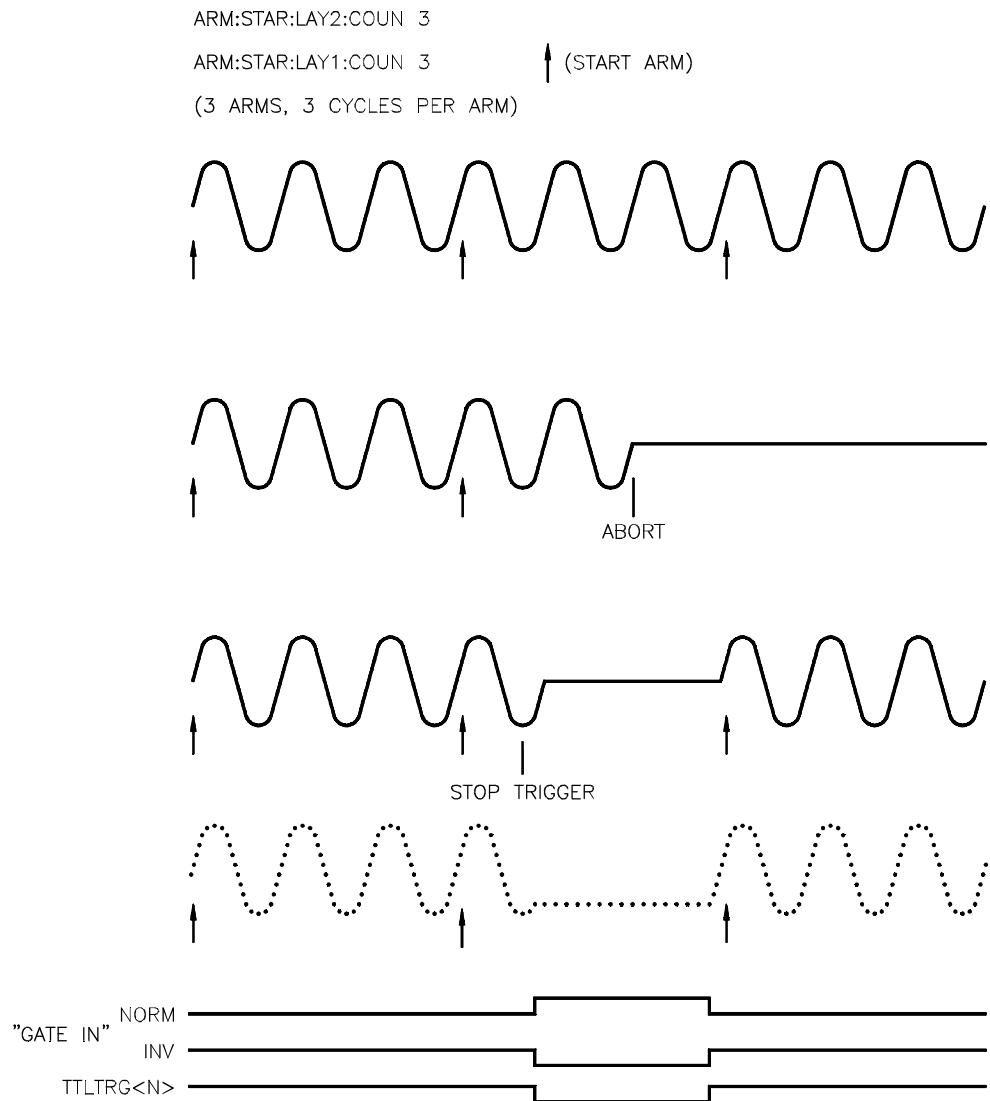 ARM:STAR:LAY2:COUN 3
ARM:STAR:LAY1:COUN 3
(START ARM)
(3 ARMS, 3 CYCLES PER ARM)
ABORT
STOP TRIGGER
NORM
"GATE IN"
INV
TTLTRG<N>